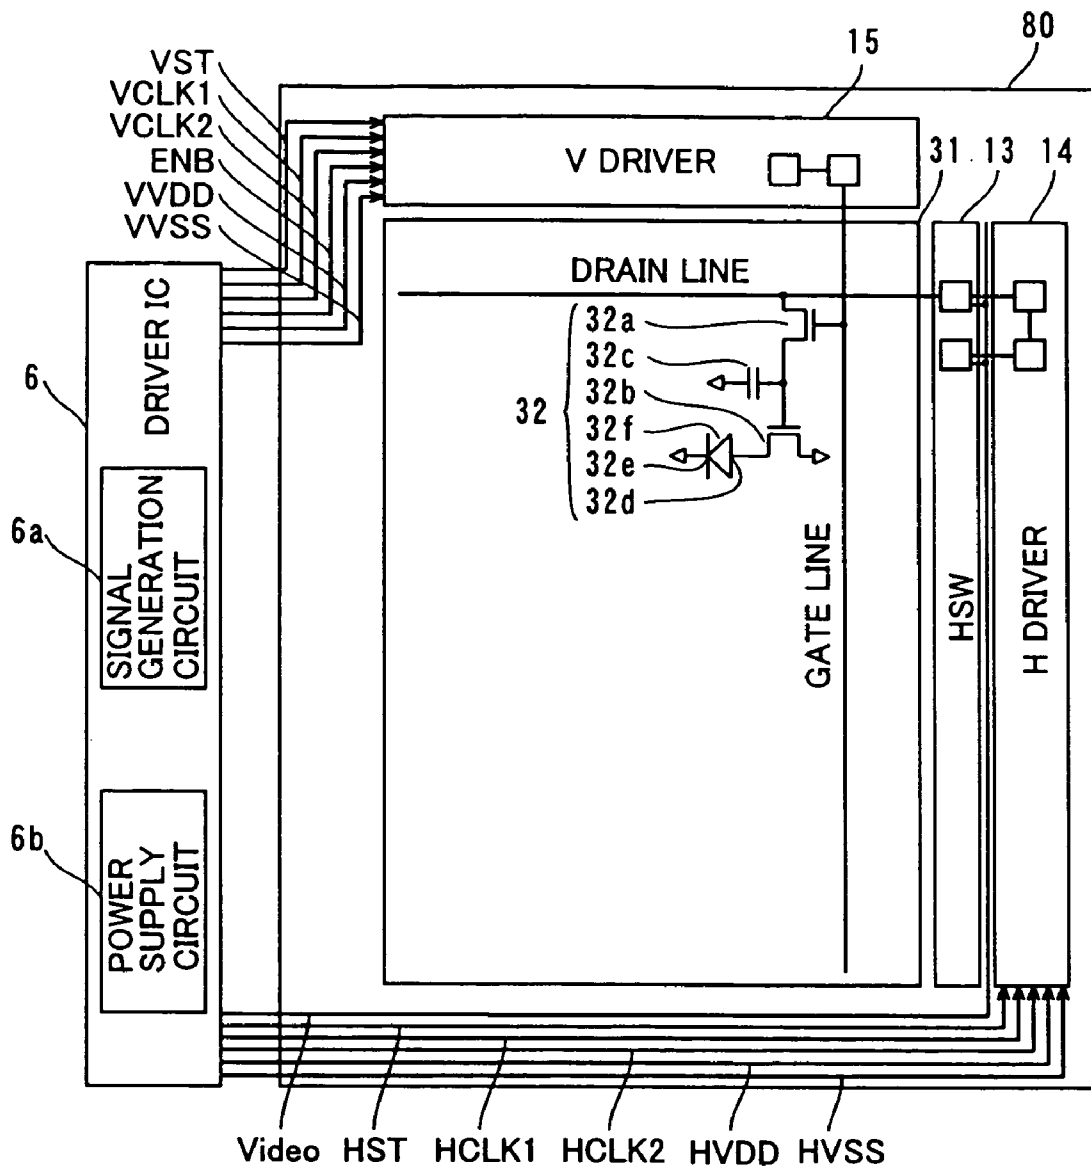 80
15
VST
VCLK1
VCLK2
ENB
VVDD
VVSS
V DRIVER
31
13
14
DRAIN LINE
32a
32c
32b
32f
32e
32d
32
GATE LINE
HSW
H DRIVER
6
DRIVER IC
6a
SIGNAL
GENERATION
CIRCUIT
6b
POWER
SUPPLY
CIRCUIT
Video HST HCLK1 HCLK2 HVDD HVSS